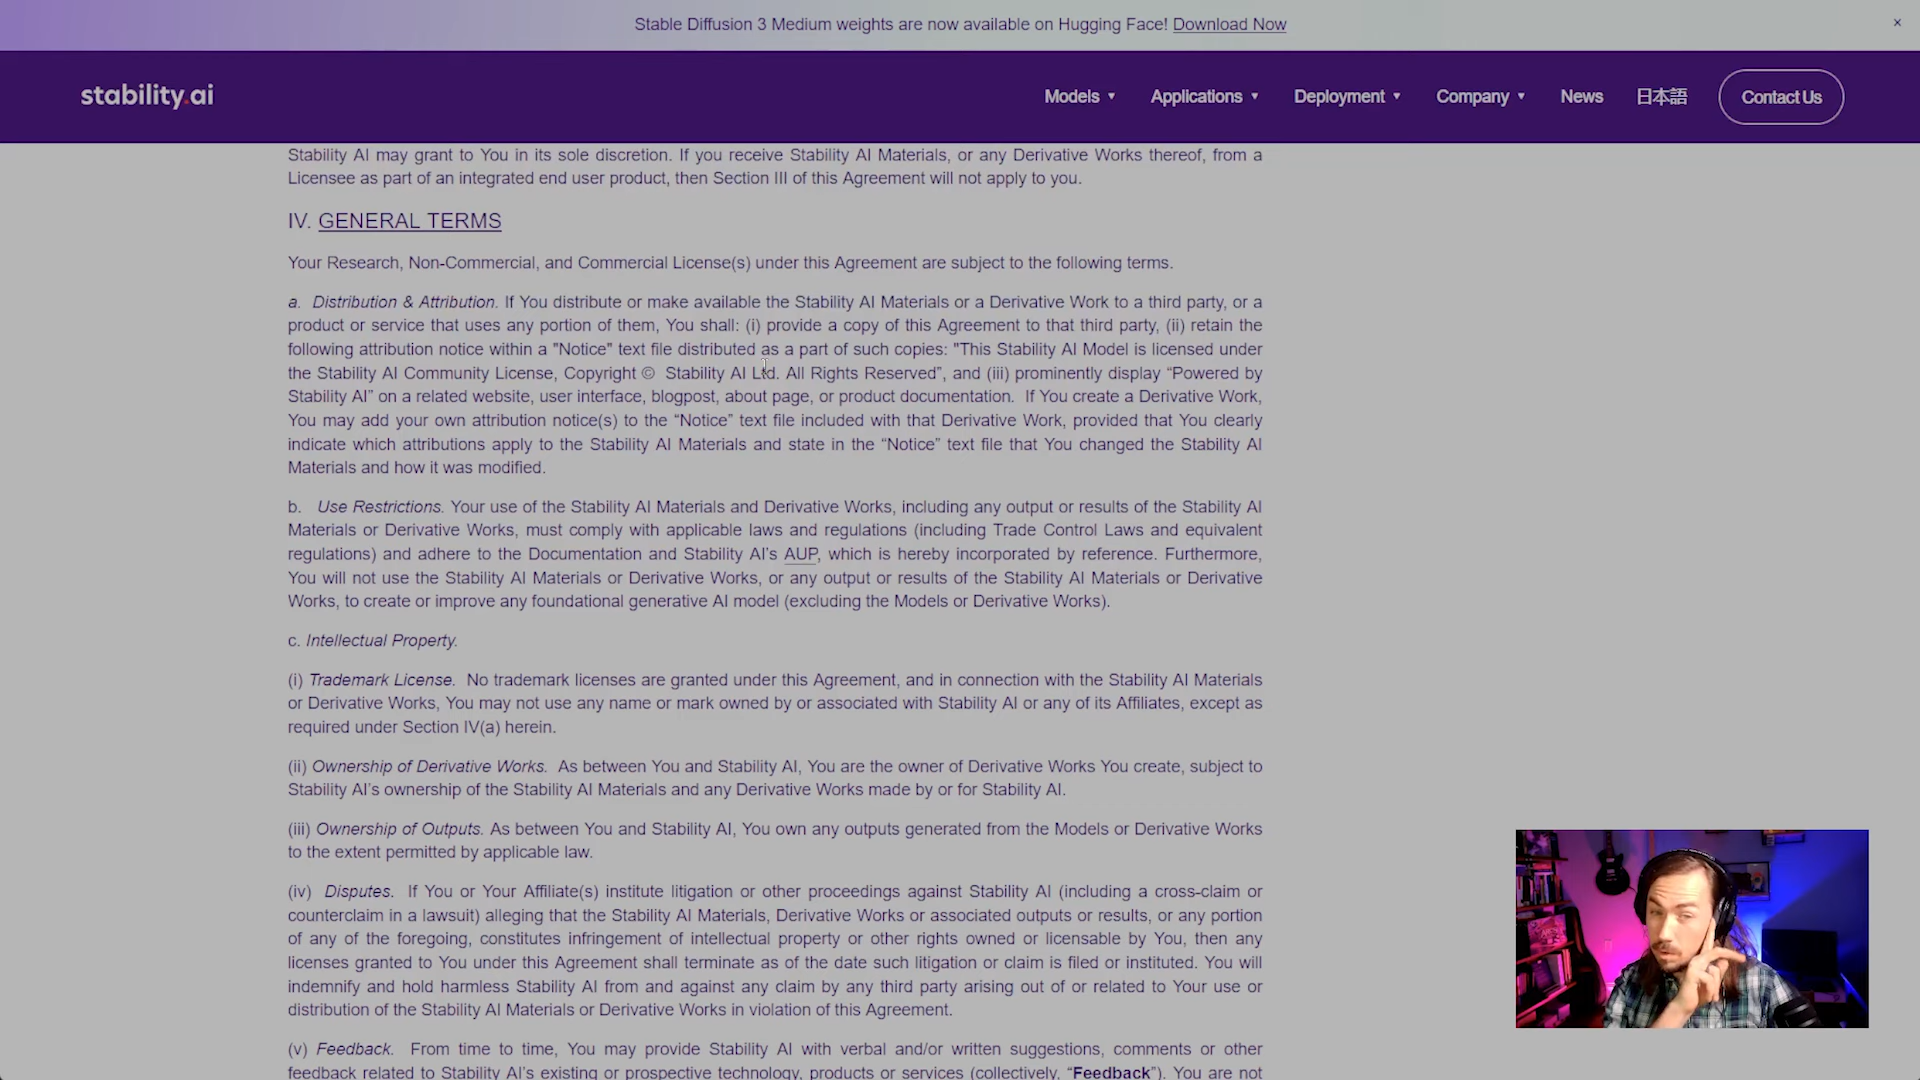 Stable Diffusion 3 Medium weights are now available on Hugging Face! Download Now ×
stability.ai Models ▼ Applications ▼ Deployment ▼ Company ▼ News 日本語 Contact Us
Stability AI may grant to You in its sole discretion. If you receive Stability AI Materials, or any Derivative Works thereof, from a
Licensee as part of an integrated end user product, then Section III of this Agreement will not apply to you.
IV. GENERAL TERMS
Your Research, Non-Commercial, and Commercial License(s) under this Agreement are subject to the following terms.
a. Distribution & Attribution. If You distribute or make available the Stability AI Materials or a Derivative Work to a third party, or a
product or service that uses any portion of them, You shall: (i) provide a copy of this Agreement to that third party, (ii) retain the
following attribution notice within a "Notice" text file distributed as a part of such copies: "This Stability AI Model is licensed under
the Stability AI Community License, Copyright © Stability AI Ltd. All Rights Reserved”, and (iii) prominently display “Powered by
Stability AI” on a related website, user interface, blogpost, about page, or product documentation. If You create a Derivative Work,
You may add your own attribution notice(s) to the “Notice” text file included with that Derivative Work, provided that You clearly
indicate which attributions apply to the Stability AI Materials and state in the “Notice” text file that You changed the Stability AI
Materials and how it was modified.
b. Use Restrictions. Your use of the Stability AI Materials and Derivative Works, including any output or results of the Stability AI
Materials or Derivative Works, must comply with applicable laws and regulations (including Trade Control Laws and equivalent
regulations) and adhere to the Documentation and Stability AI’s AUP, which is hereby incorporated by reference. Furthermore,
You will not use the Stability AI Materials or Derivative Works, or any output or results of the Stability AI Materials or Derivative
Works, to create or improve any foundational generative AI model (excluding the Models or Derivative Works).
c. Intellectual Property.
(i) Trademark License. No trademark licenses are granted under this Agreement, and in connection with the Stability AI Materials
or Derivative Works, You may not use any name or mark owned by or associated with Stability AI or any of its Affiliates, except as
required under Section IV(a) herein.
(ii) Ownership of Derivative Works. As between You and Stability AI, You are the owner of Derivative Works You create, subject to
Stability AI’s ownership of the Stability AI Materials and any Derivative Works made by or for Stability AI.
(iii) Ownership of Outputs. As between You and Stability AI, You own any outputs generated from the Models or Derivative Works
to the extent permitted by applicable law.
(iv) Disputes. If You or Your Affiliate(s) institute litigation or other proceedings against Stability AI (including a cross-claim or
counterclaim in a lawsuit) alleging that the Stability AI Materials, Derivative Works or associated outputs or results, or any portion
of any of the foregoing, constitutes infringement of intellectual property or other rights owned or licensable by You, then any
licenses granted to You under this Agreement shall terminate as of the date such litigation or claim is filed or instituted. You will
indemnify and hold harmless Stability AI from and against any claim by any third party arising out of or related to Your use or
distribution of the Stability AI Materials or Derivative Works in violation of this Agreement.
(v) Feedback. From time to time, You may provide Stability AI with verbal and/or written suggestions, comments or other
feedback related to Stability AI’s existing or prospective technology, products or services (collectively, “Feedback”). You are not